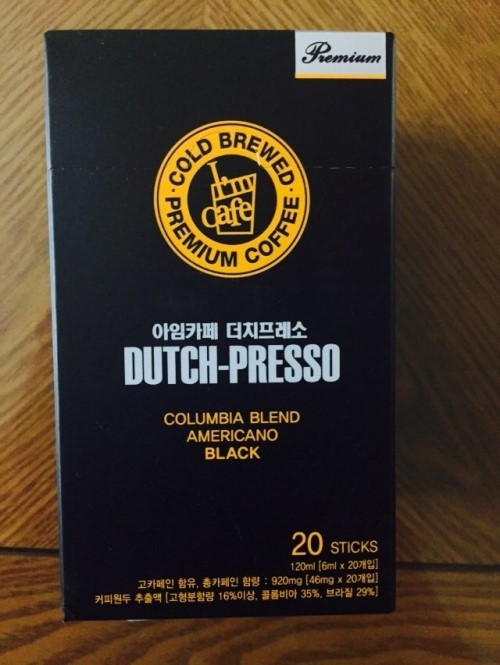 Premium
COLD BREWED
I'm
cafe
PREMIUM COFFEE
아임카페 더치프레소
DUTCH-PRESSO
COLUMBIA BLEND
AMERICANO
BLACK
20 STICKS
120ml [6ml x 20개입]
고카페인 함유, 총카페인 함량 : 920mg [46mg x 20개입]
커피원두 추출액 [고형분함량 16%이상, 콜롬비아 35%, 브라질 29%]